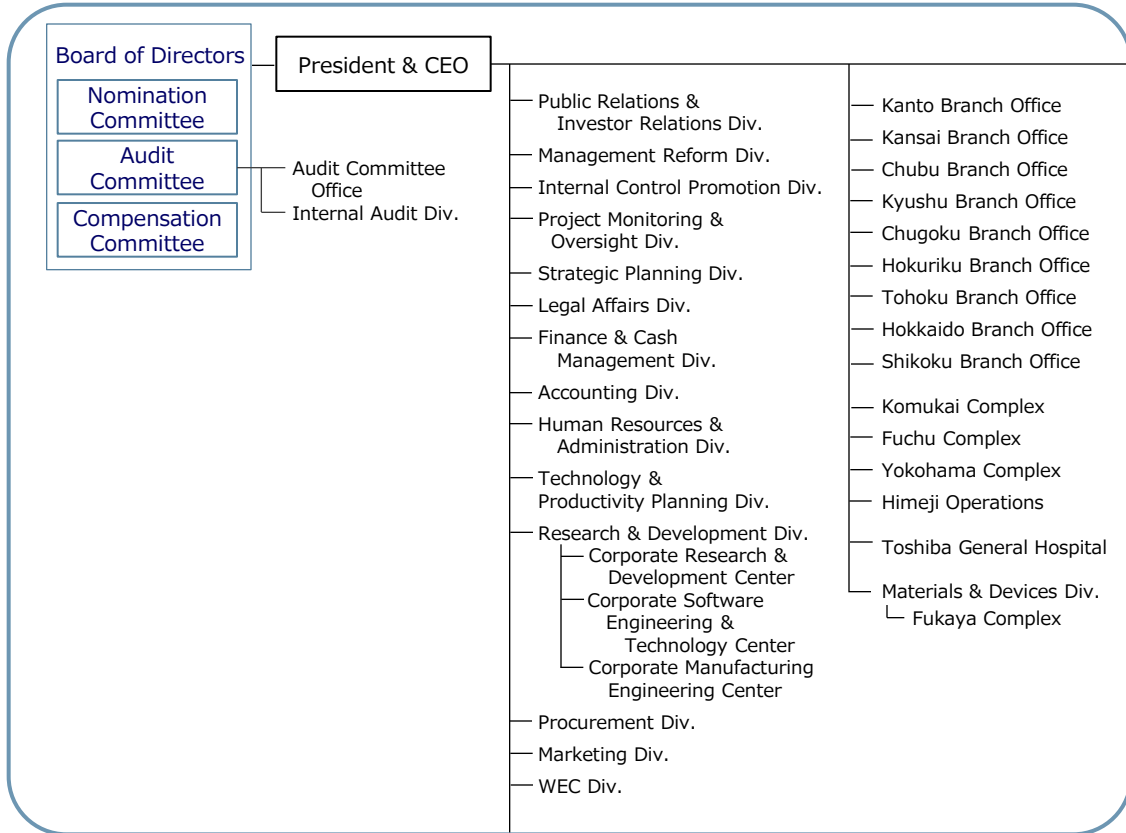 Board of Directors
Nomination
Committee
Audit
Committee
Compensation
Committee
President & CEO
Audit Committee
Office
Internal Audit Div.
Public Relations &
Investor Relations Div.
Management Reform Div.
Internal Control Promotion Div.
Project Monitoring &
Oversight Div.
Strategic Planning Div.
Legal Affairs Div.
Finance & Cash
Management Div.
Accounting Div.
Human Resources &
Administration Div.
Technology &
Productivity Planning Div.
Research & Development Div.
Corporate Research &
Development Center
Corporate Software
Engineering &
Technology Center
Corporate Manufacturing
Engineering Center
Procurement Div.
Marketing Div.
WEC Div.
Kanto Branch Office
Kansai Branch Office
Chubu Branch Office
Kyushu Branch Office
Chugoku Branch Office
Hokuriku Branch Office
Tohoku Branch Office
Hokkaido Branch Office
Shikoku Branch Office
Komukai Complex
Fuchu Complex
Yokohama Complex
Himeji Operations
Toshiba General Hospital
Materials & Devices Div.
Fukaya Complex